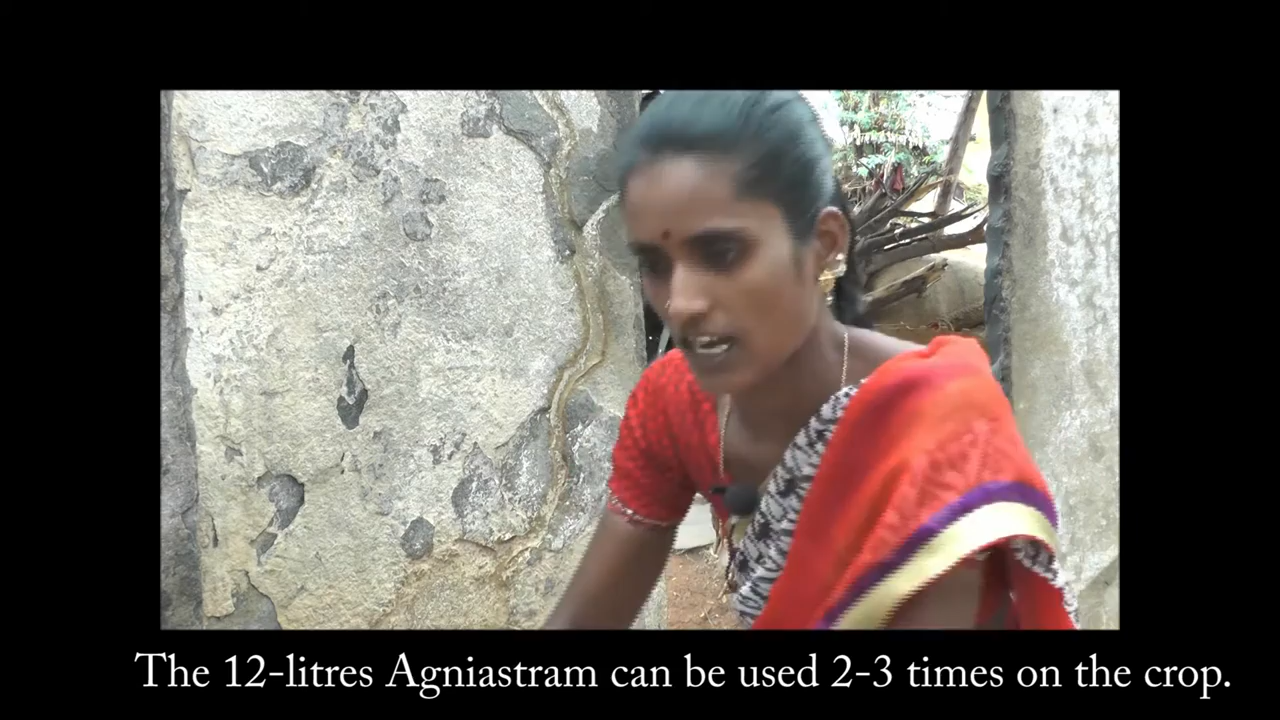 The 12-litres Agniastram can be used 2-3 times on the crop.